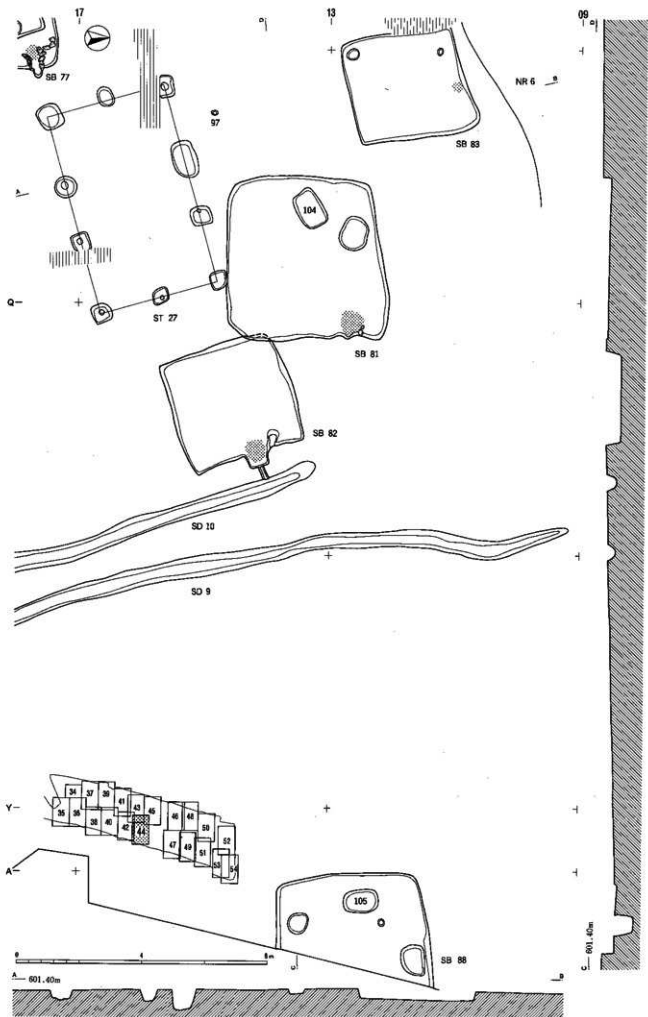 17
D
13
09
D
SB 77
NR 6
B
97
SB 83
104
A
Q
ST 27
SB 81
SB 82
SD 10
SD 9
Y
34
37
39
41
43
45
46
48
50
52
35
36
38
40
42
44
47
49
51
53
54
A
105
SB 88
0
4
8m
C
C
601.40m
A
601.40m
B